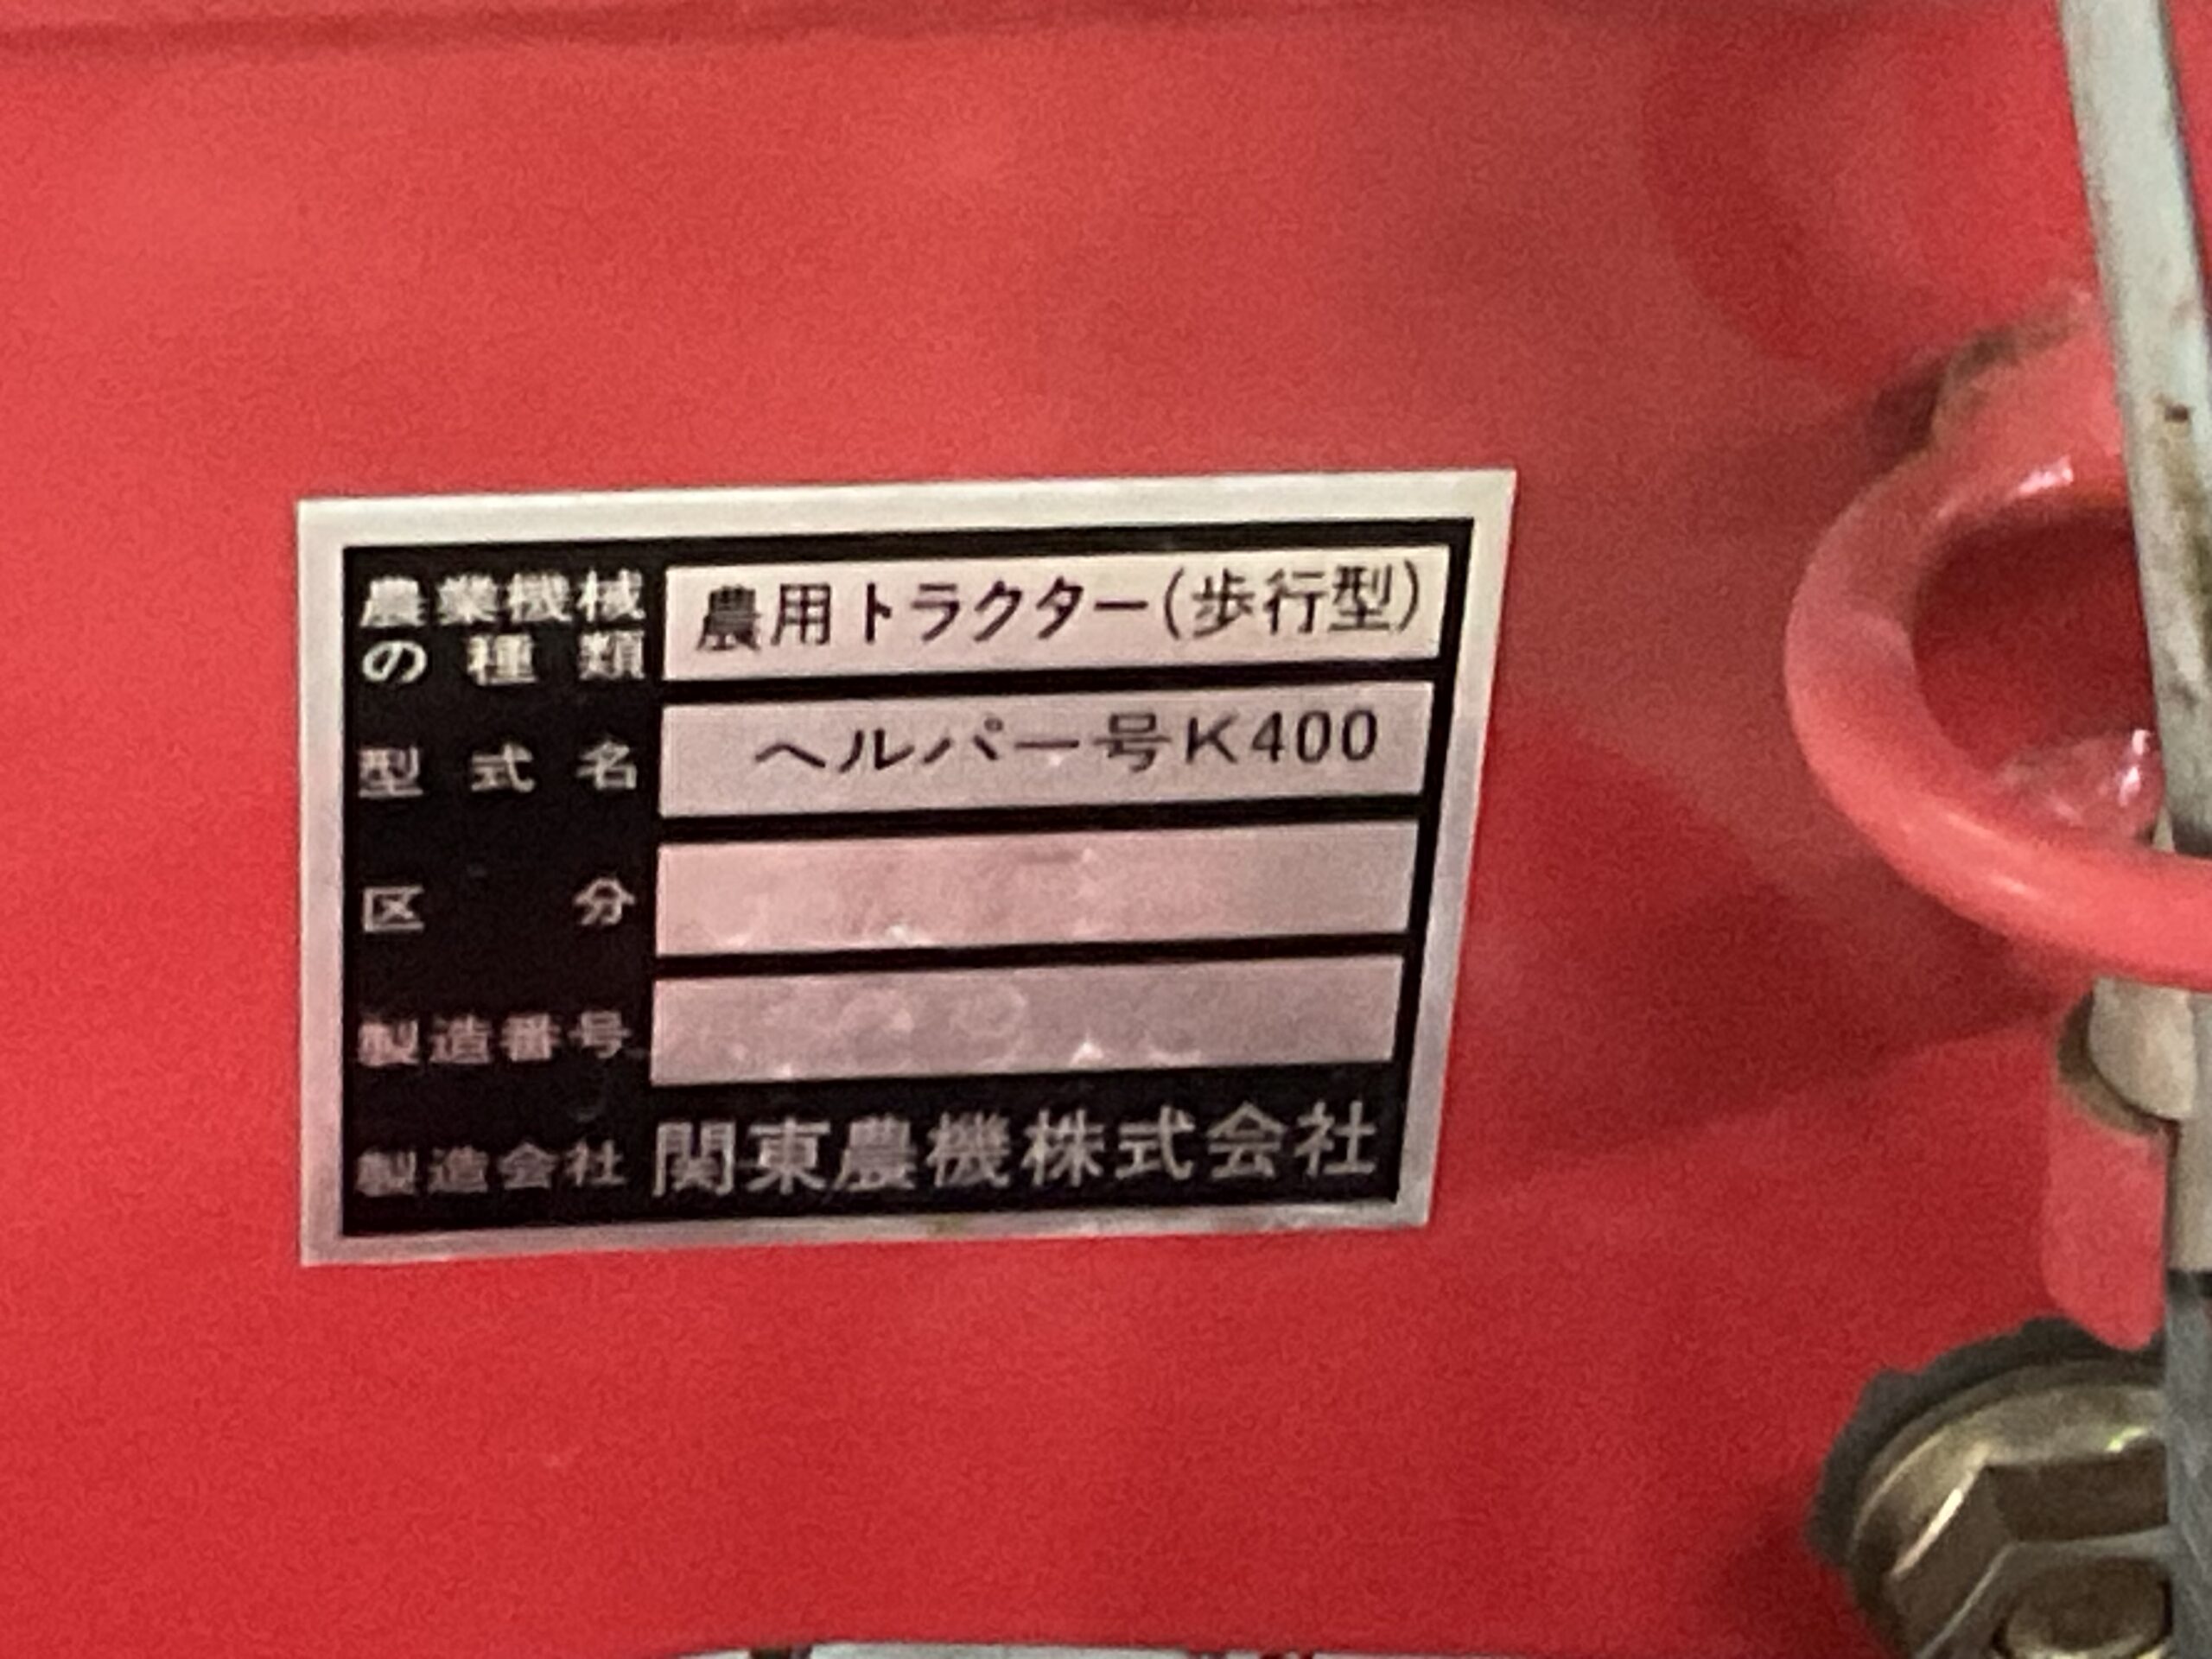 農業機械の種類 農用トラクター(歩行型)
型式名 ヘルパー号K400
区分
製造番号
製造会社 関東農機株式会社